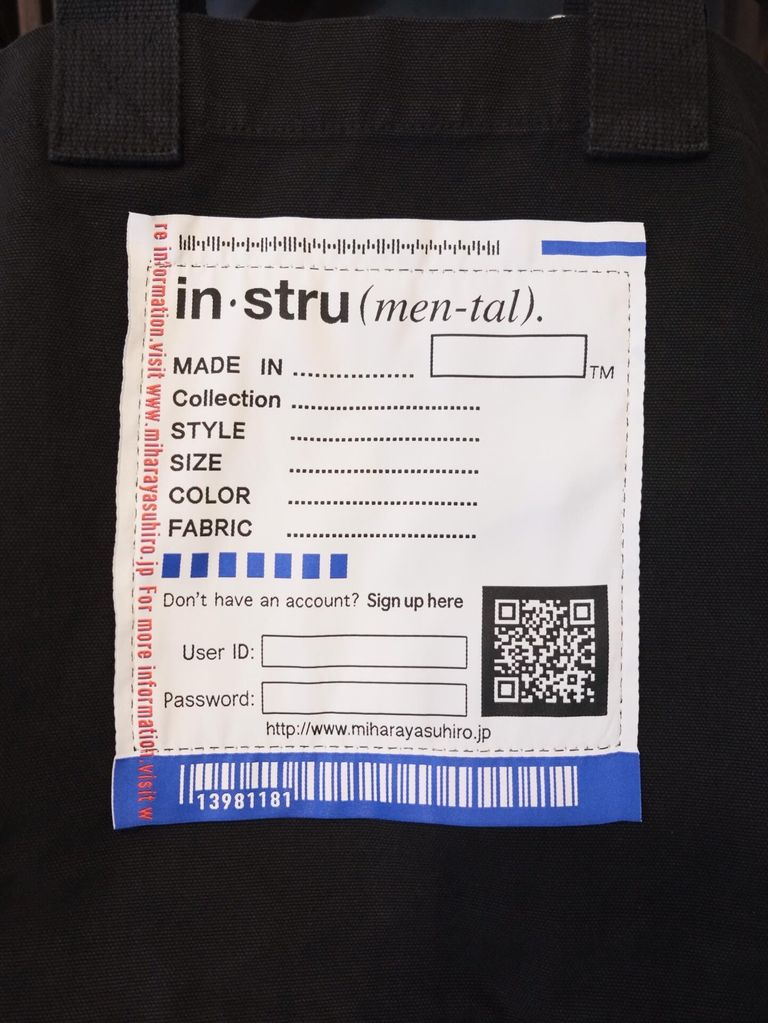 in·stru (men-tal).
MADE IN ................
TM
Collection ............................
STYLE ............................
SIZE ............................
COLOR ............................
FABRIC ............................
Don't have an account? Sign up here
User ID:
Password:
http://www.miharayasuhiro.jp
13981181
re information.visit www.miharayasuhiro.jp For more information.visit w